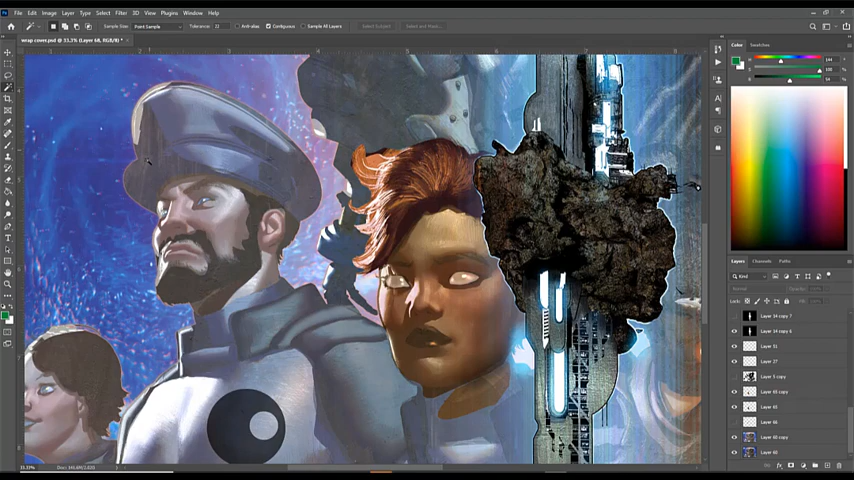 Ps File Edit Image Layer Type Select Filter 3D View Plugins Window Help
Sample Size: Point Sample Tolerance: 32 Anti-alias Contiguous Sample All Layers Select Subject Select and Mask...
wrap cover.psd @ 33.3% (Layer 68, RGB/8) *
Color Swatches
Layers Channels Paths
Kind
Normal
Lock:
Layer 14 copy 7
Layer 14 copy 6
Layer 51
Layer 27
Layer 5 copy
Layer 65 copy
Layer 65
Layer 66
Layer 68 copy
Layer 68
33.33%